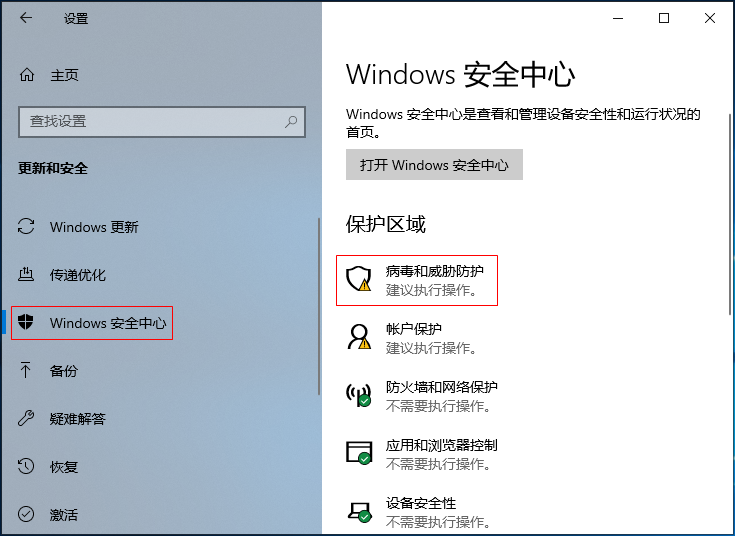 设置
主页
查找设置
更新和安全
Windows 更新
传递优化
Windows 安全中心
备份
疑难解答
恢复
激活
Windows 安全中心
Windows 安全中心是查看和管理设备安全性和运行状况的
首页。
打开 Windows 安全中心
保护区域
病毒和威胁防护
建议执行操作。
帐户保护
建议执行操作。
防火墙和网络保护
不需要执行操作。
应用和浏览器控制
不需要执行操作。
设备安全性
不需要执行操作。